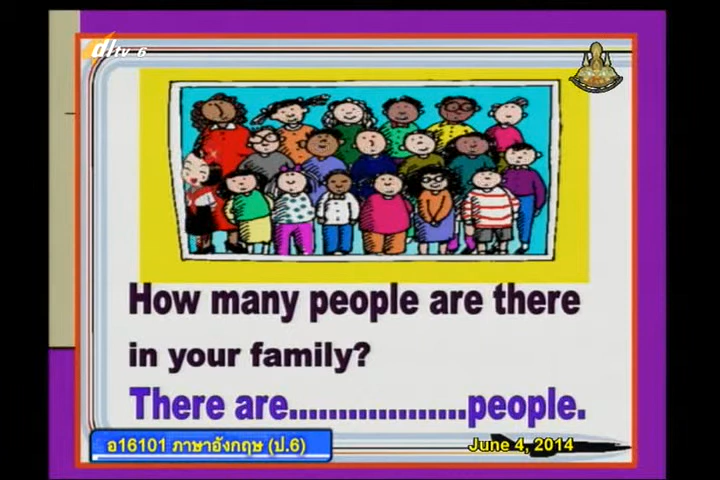 dltv 6
How many people are there
in your family?
There are..................people.
อ16101 ภาษาอังกฤษ (ป.6)
June 4, 2014